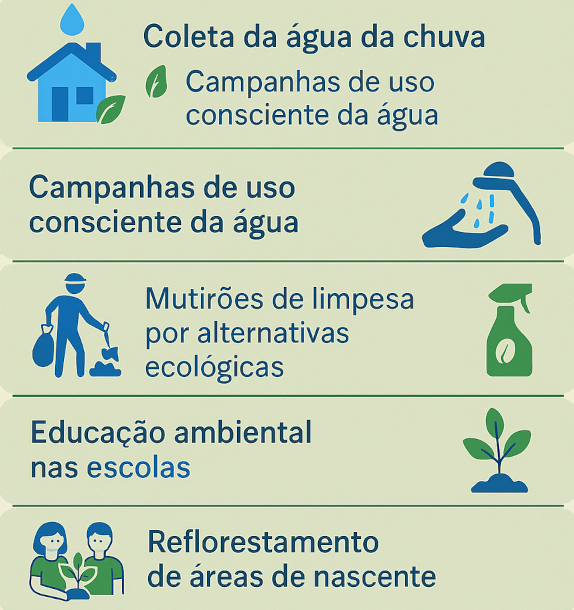 Coleta da água da chuva
Campanhas de uso
consciente da água
Campanhas de uso
consciente da água
Mutirões de limpesa
por alternativas
ecológicas
Educação ambiental
nas escolas
Reflorestamento
de áreas de nascente